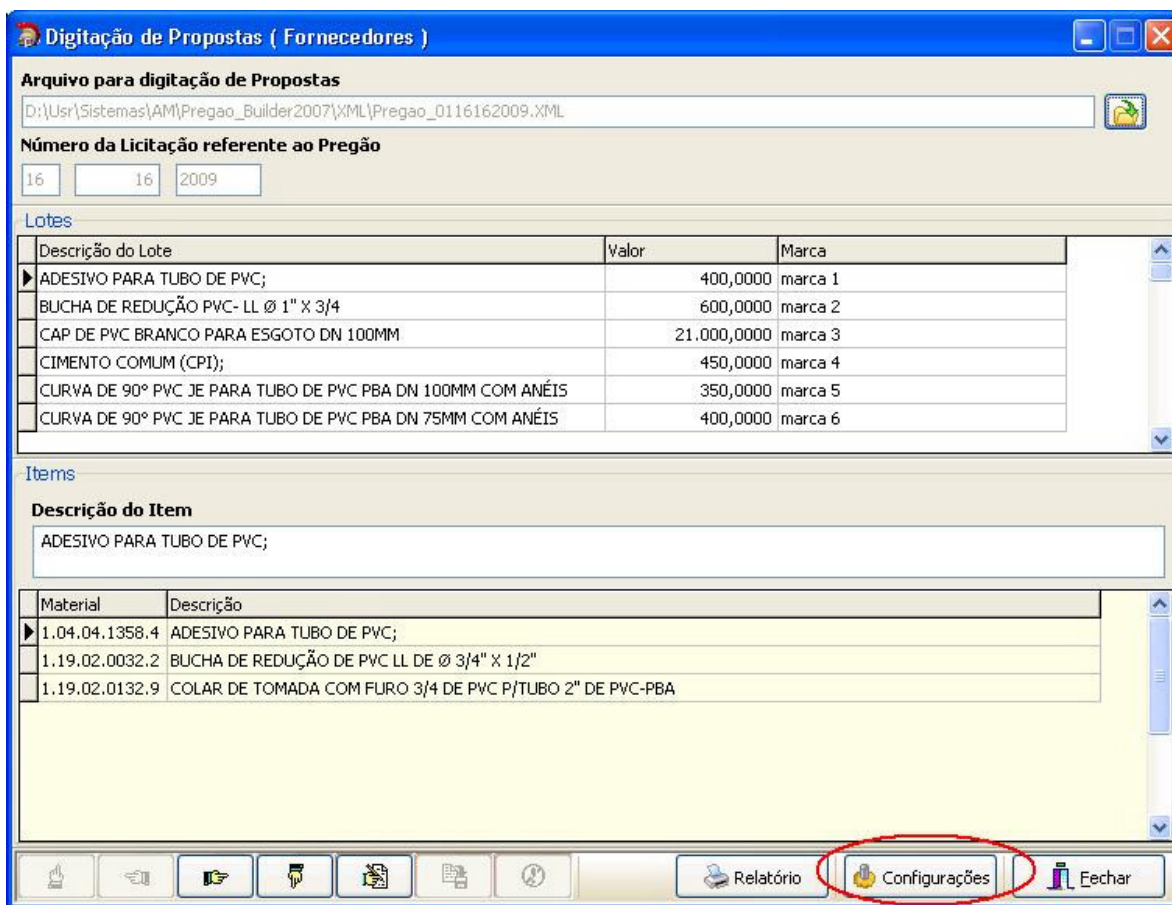 Digitação de Propostas ( Fornecedores )
Arquivo para digitação de Propostas
D:\Usr\Sistemas\AM\Pregao_Builder2007\XML\Pregao_0116162009.XML
Número da Licitação referente ao Pregão
16 16 2009
Lotes
Descrição do Lote Valor Marca
ADESIVO PARA TUBO DE PVC; 400,0000 marca 1
BUCHA DE REDUÇÃO PVC- LL Ø 1" X 3/4 600,0000 marca 2
CAP DE PVC BRANCO PARA ESGOTO DN 100MM 21.000,0000 marca 3
CIMENTO COMUM (CPI); 450,0000 marca 4
CURVA DE 90º PVC JE PARA TUBO DE PVC PBA DN 100MM COM ANÉIS 350,0000 marca 5
CURVA DE 90º PVC JE PARA TUBO DE PVC PBA DN 75MM COM ANÉIS 400,0000 marca 6
Items
Descrição do Item
ADESIVO PARA TUBO DE PVC;
Material Descrição
1.04.04.1358.4 ADESIVO PARA TUBO DE PVC;
1.19.02.0032.2 BUCHA DE REDUÇÃO DE PVC LL DE Ø 3/4" X 1/2"
1.19.02.0132.9 COLAR DE TOMADA COM FURO 3/4 DE PVC P/TUBO 2" DE PVC-PBA
Relatório Configurações Fechar